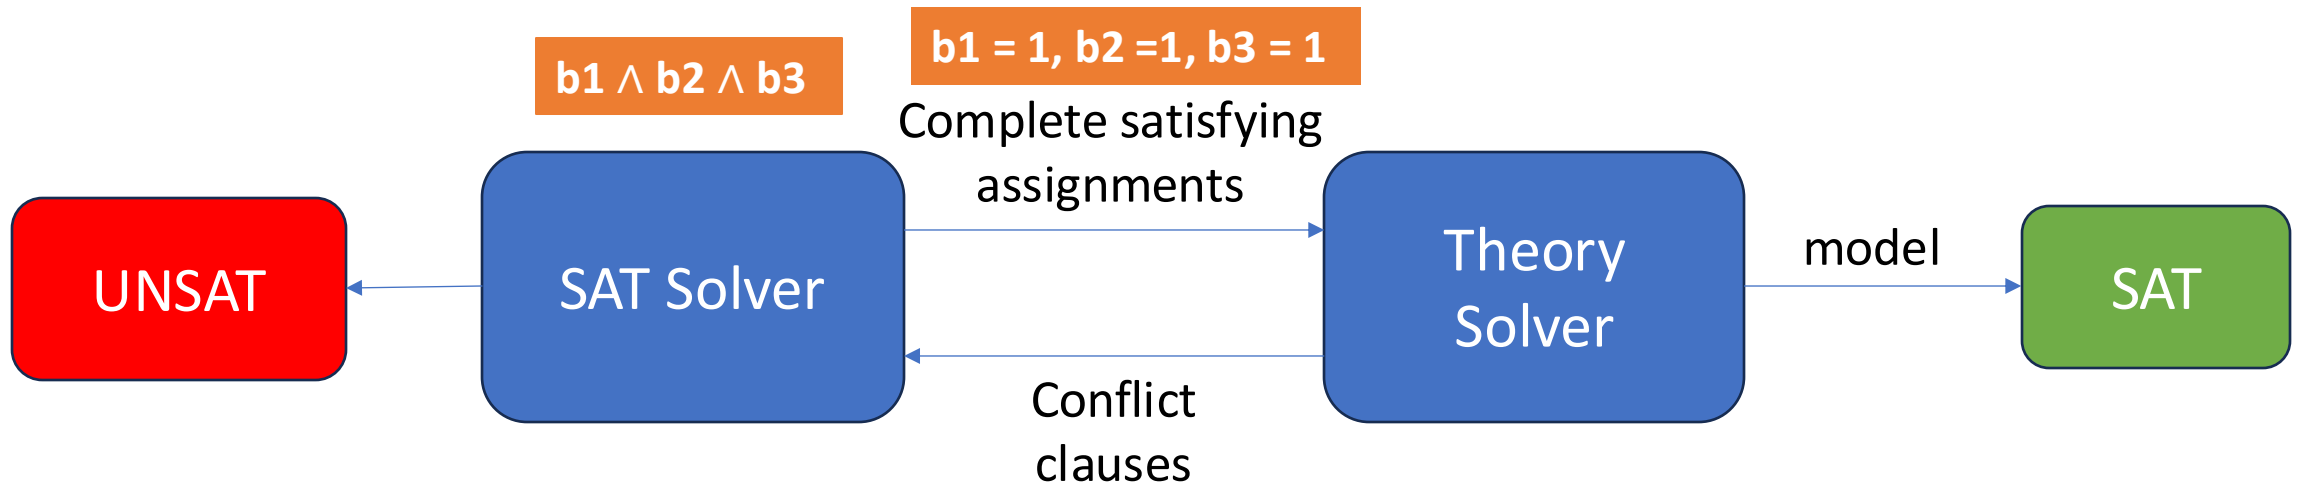 b1 ∧ b2 ∧ b3
b1 = 1, b2 =1, b3 = 1
Complete satisfying
assignments
UNSAT
SAT Solver
Theory
Solver
model
SAT
Conflict
clauses